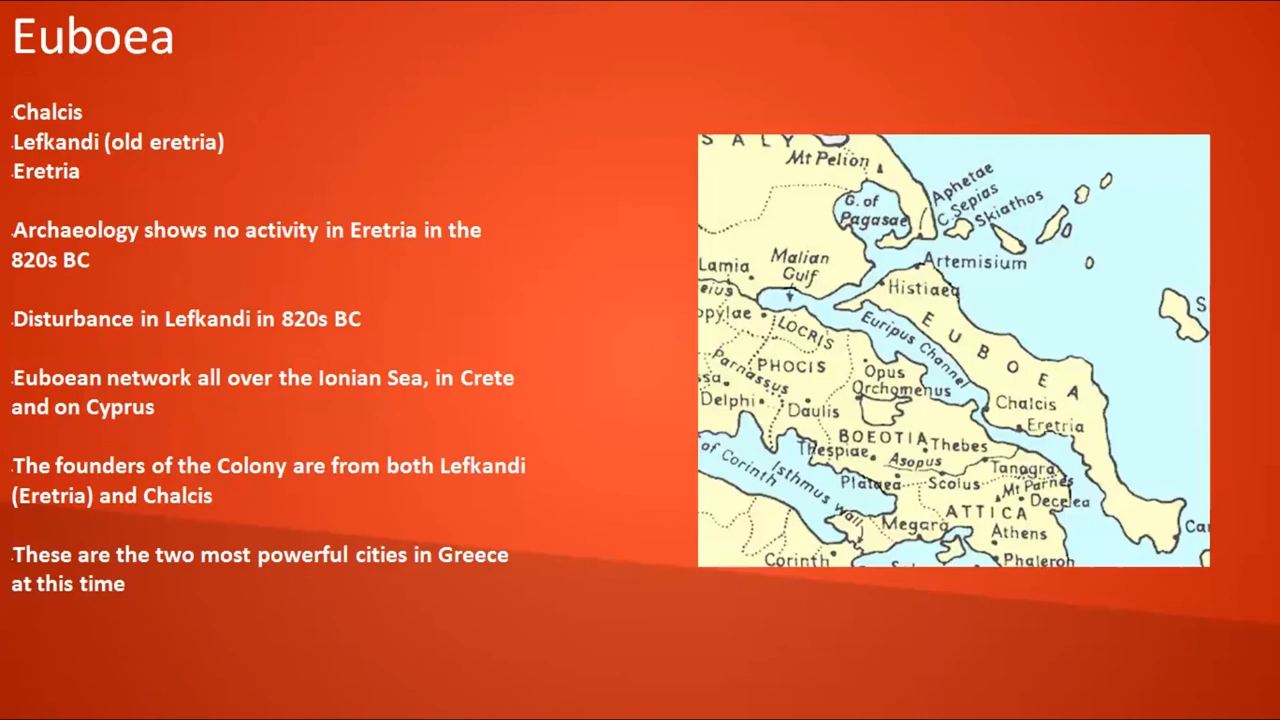 Euboea
Chalcis
Lefkandi (old eretria)
Eretria
Archaeology shows no activity in Eretria in the
820s BC
Disturbance in Lefkandi in 820s BC
Euboean network all over the Ionian Sea, in Crete
and on Cyprus
The founders of the Colony are from both Lefkandi
(Eretria) and Chalcis
These are the two most powerful cities in Greece
at this time
S A L Y
Mt Pelion
Aphetae
C. Sepias
Skiathos
G. of
Pagasae
Artemisium
Malian
Gulf
Lamia
Histiaea
eius
opylae
LOCRIS
Euripus Channel
EUBOEA
PHOCIS
Parnassus
Opus
Orchomenus
ssa
Delphi
Daulis
Chalcis
Eretria
BOEOTIA
Thebes
Thespiae
Asopus
Tanagra
of Corinth
Isthmus Wall
Plataea
Scolus
Mt Parnes
Decelea
ATTICA
Megara
Athens
Corinth
Phaleron
S
Ca